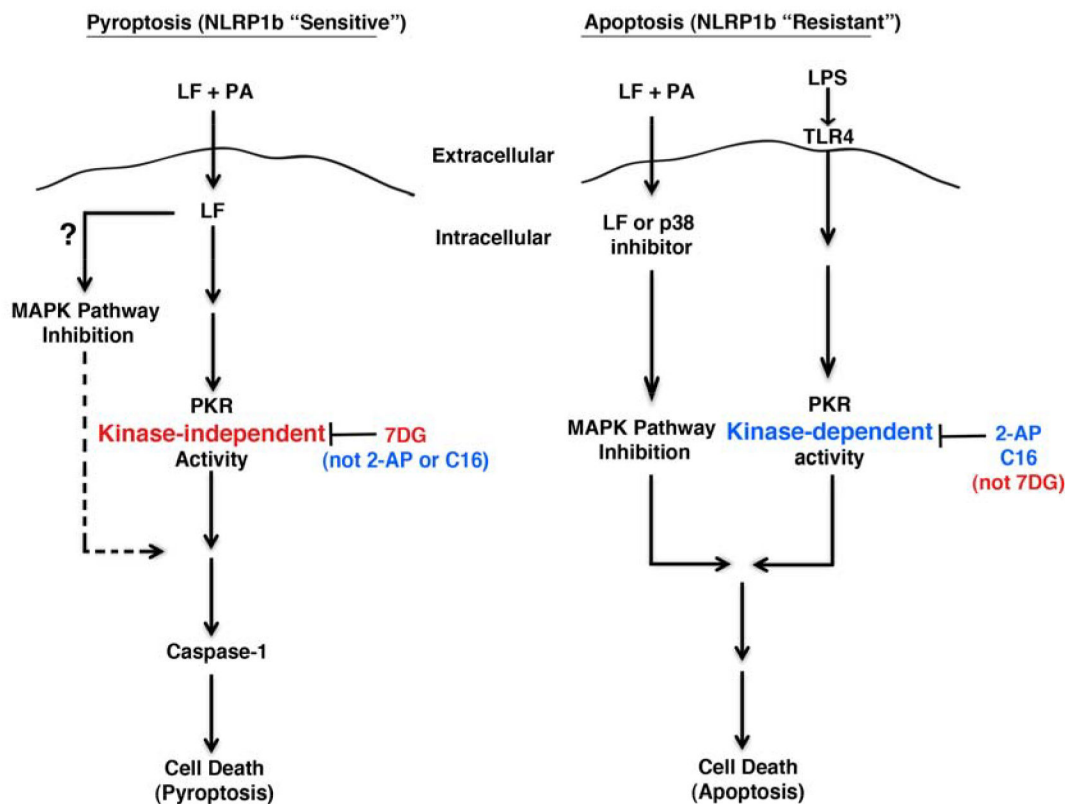 Pyroptosis (NLRP1b “Sensitive”)
LF + PA
LF
?
MAPK Pathway
Inhibition
PKR
Kinase-independent
Activity
7DG
(not 2-AP or C16)
Caspase-1
Cell Death
(Pyroptosis)
Extracellular
Intracellular
Apoptosis (NLRP1b “Resistant”)
LF + PA
LPS
TLR4
LF or p38
inhibitor
MAPK Pathway
Inhibition
PKR
Kinase-dependent
activity
2-AP
C16
(not 7DG)
Cell Death
(Apoptosis)